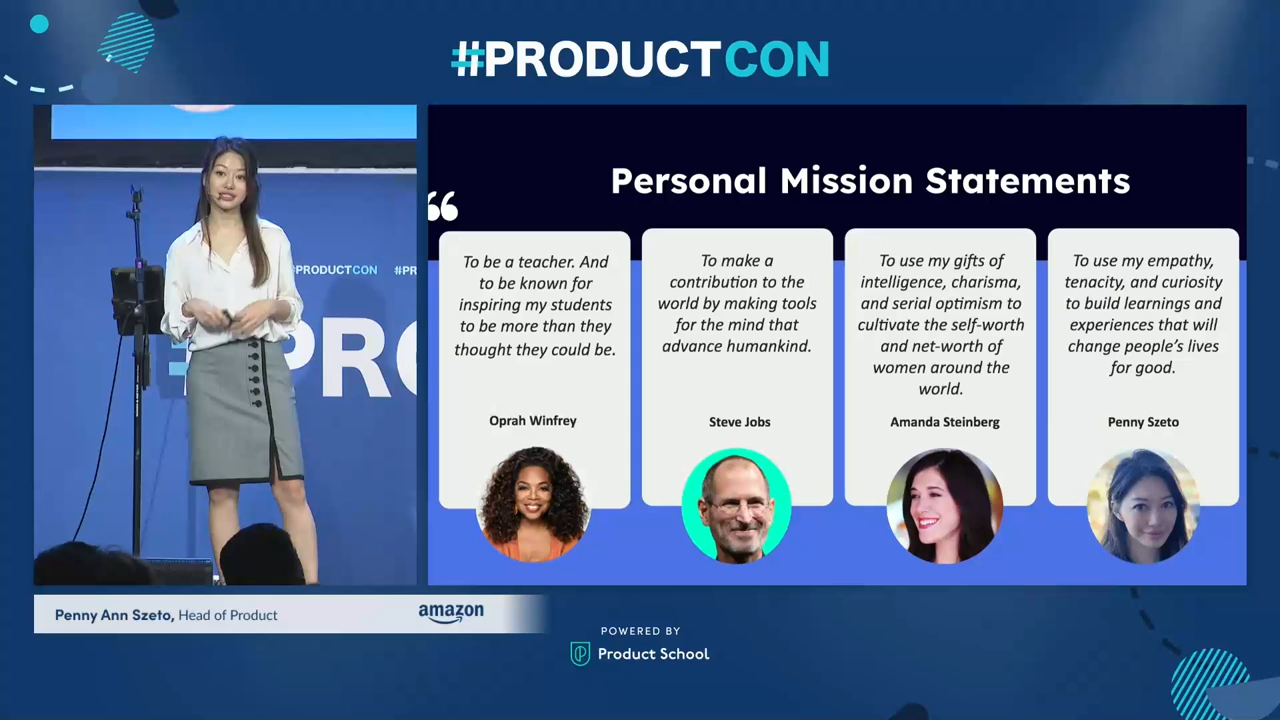 #PRODUCTCON
Personal Mission Statements
“
To be a teacher. And
to be known for
inspiring my students
to be more than they
thought they could be.
Oprah Winfrey
To make a
contribution to the
world by making tools
for the mind that
advance humankind.
Steve Jobs
To use my gifts of
intelligence, charisma,
and serial optimism to
cultivate the self-worth
and net-worth of
women around the
world.
Amanda Steinberg
To use my empathy,
tenacity, and curiosity
to build learnings and
experiences that will
change people’s lives
for good.
Penny Szeto
#PRODUCTCON
#PR
#PRO
Penny Ann Szeto, Head of Product
amazon
POWERED BY
Product School